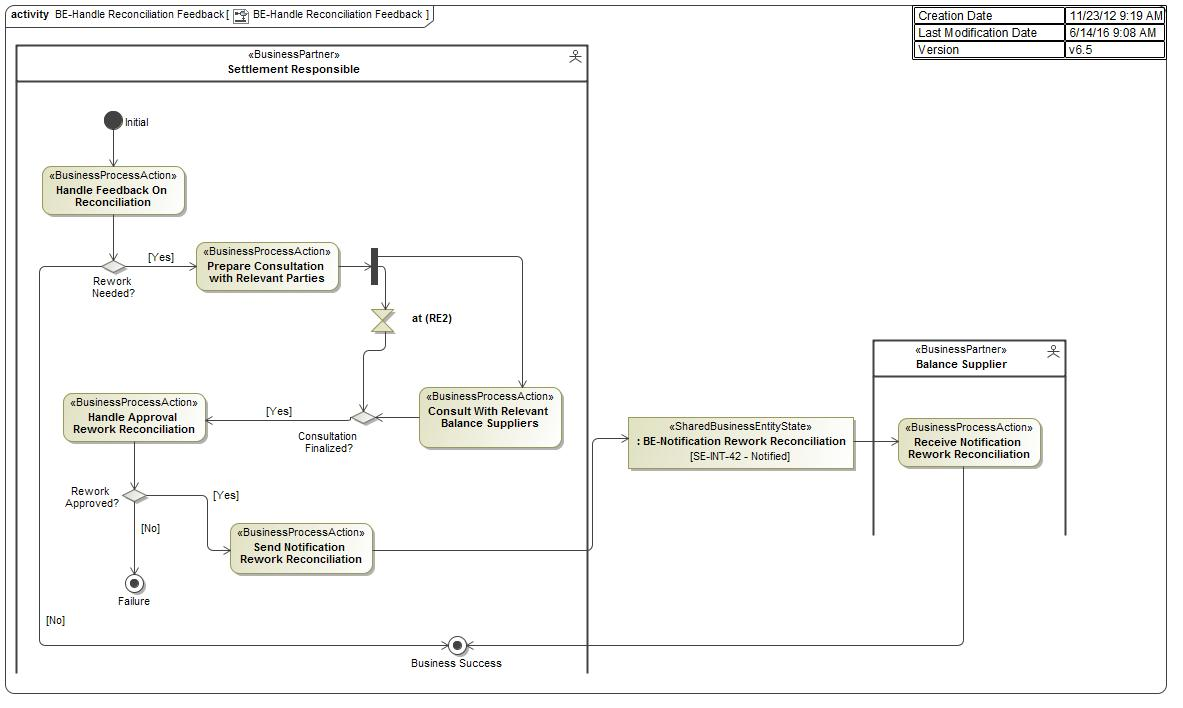 activity BE-Handle Reconciliation Feedback [ BE-Handle Reconciliation Feedback ]
Creation Date 11/23/12 9:19 AM
Last Modification Date 6/14/16 9:08 AM
Version v6.5
«BusinessPartner»
Settlement Responsible
Initial
«BusinessProcessAction»
Handle Feedback On
Reconciliation
[Yes]
Rework
Needed?
«BusinessProcessAction»
Prepare Consultation
with Relevant Parties
at (RE2)
«BusinessPartner»
Balance Supplier
«BusinessProcessAction»
Handle Approval
Rework Reconciliation
[Yes]
Consultation
Finalized?
«BusinessProcessAction»
Consult With Relevant
Balance Suppliers
«SharedBusinessEntityState»
: BE-Notification Rework Reconciliation
[SE-INT-42 - Notified]
«BusinessProcessAction»
Receive Notification
Rework Reconciliation
Rework
Approved?
[Yes]
[No]
«BusinessProcessAction»
Send Notification
Rework Reconciliation
Failure
[No]
Business Success